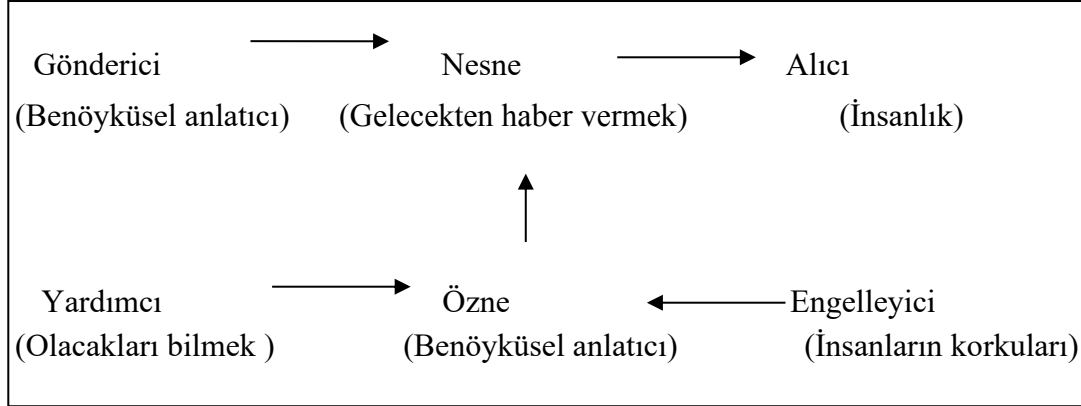 Gönderici Nesne Alıcı
(Benöyküsel anlatıcı) (Gelecekten haber vermek) (İnsanlık)
Yardımcı Özne Engelleyici
(Olacakları bilmek ) (Benöyküsel anlatıcı) (İnsanların korkuları)